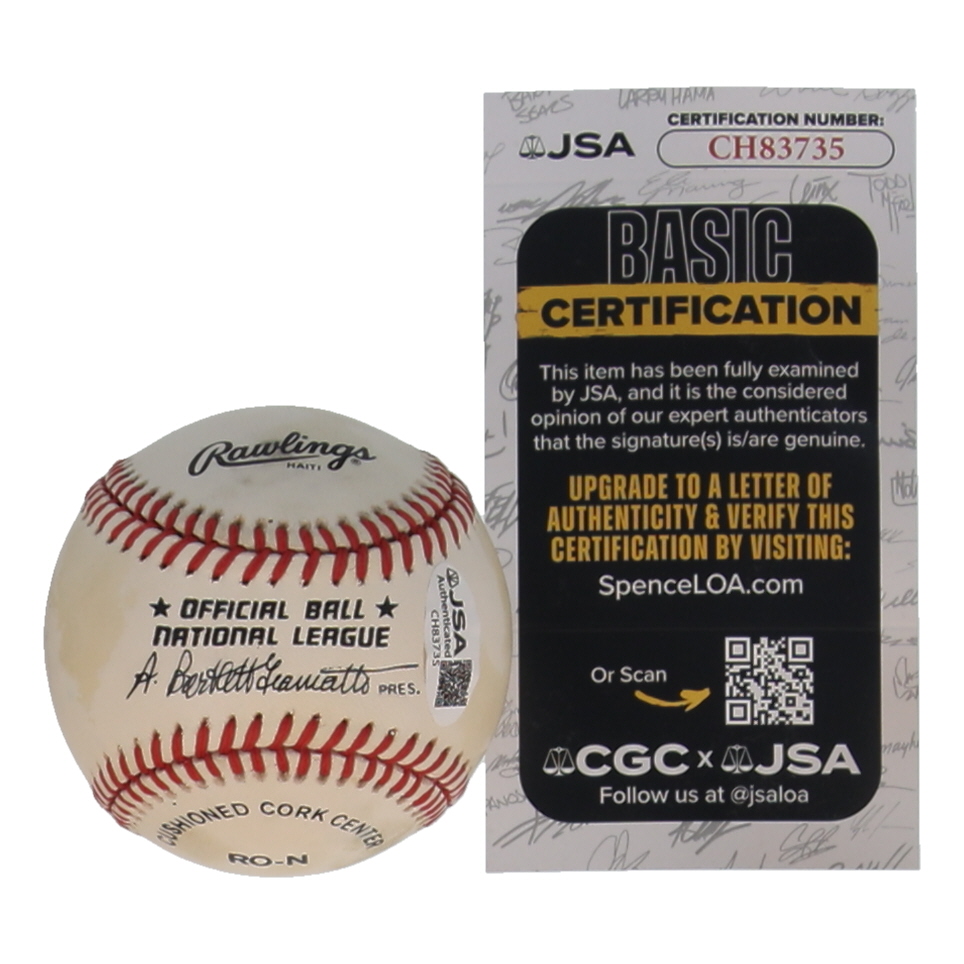 Rawlings®
HAITI
★ OFFICIAL BALL ★
NATIONAL LEAGUE
A. Bartlett Giamatti PRES.
CUSHIONED CORK CENTER
RO-N
JSA
Authenticated
CH83735
LARRY HAMA
JSA
CERTIFICATION NUMBER:
CH83735
BASIC
CERTIFICATION
This item has been fully examined
by JSA, and it is the considered
opinion of our expert authenticators
that the signature(s) is/are genuine.
UPGRADE TO A LETTER OF
AUTHENTICITY & VERIFY THIS
CERTIFICATION BY VISITING:
SpenceLOA.com
Or Scan
CGC x JSA
Follow us at @jsaloa